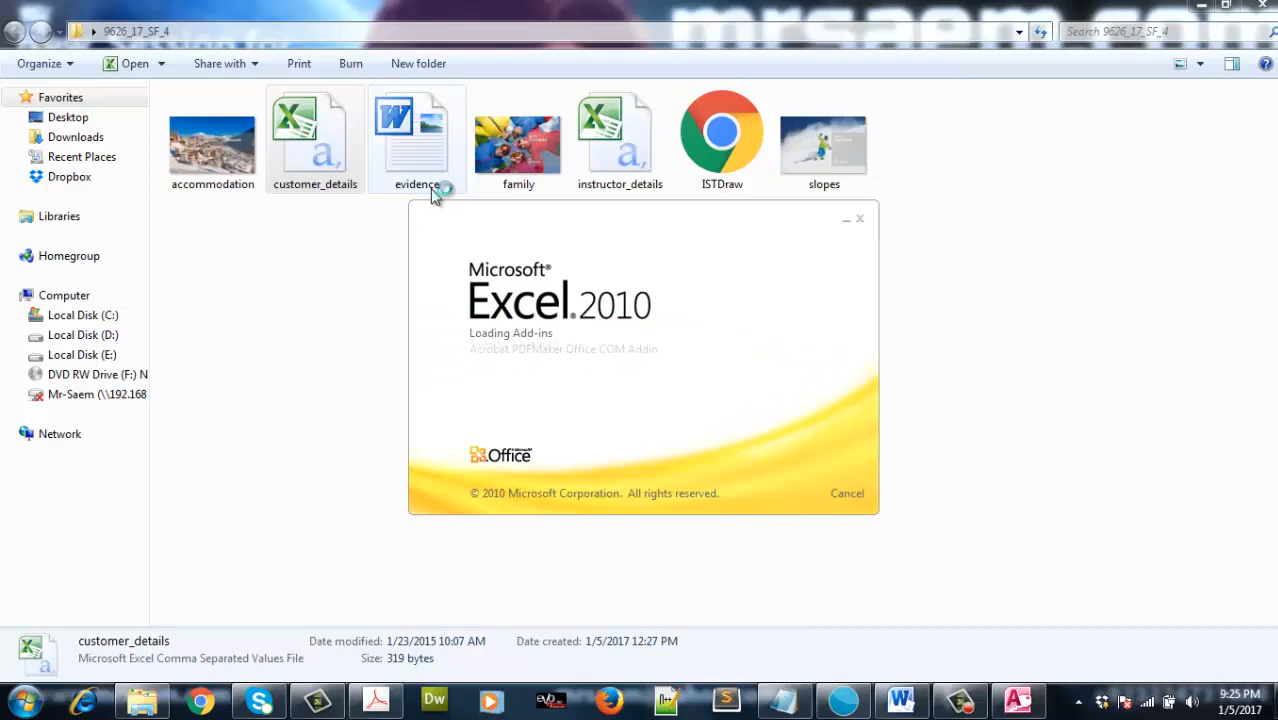 mrsaem.com
9626_17_SF_4
Search 9626_17_SF_4
Organize Open Share with Print Burn New folder
Favorites
Desktop
Downloads
Recent Places
Dropbox
Libraries
Homegroup
Computer
Local Disk (C:)
Local Disk (D:)
Local Disk (E:)
DVD RW Drive (F:) N
Mr-Saem (\\192.168
Network
accommodation customer_details evidence family instructor_details ISTDraw slopes
Microsoft®
Excel®2010
Loading Add-ins
Acrobat PDFMaker Office COM Addin
Microsoft®
Office
© 2010 Microsoft Corporation. All rights reserved. Cancel
customer_details Date modified: 1/23/2015 10:07 AM Date created: 1/5/2017 12:27 PM
Microsoft Excel Comma Separated Values File Size: 319 bytes
9:25 PM
1/5/2017